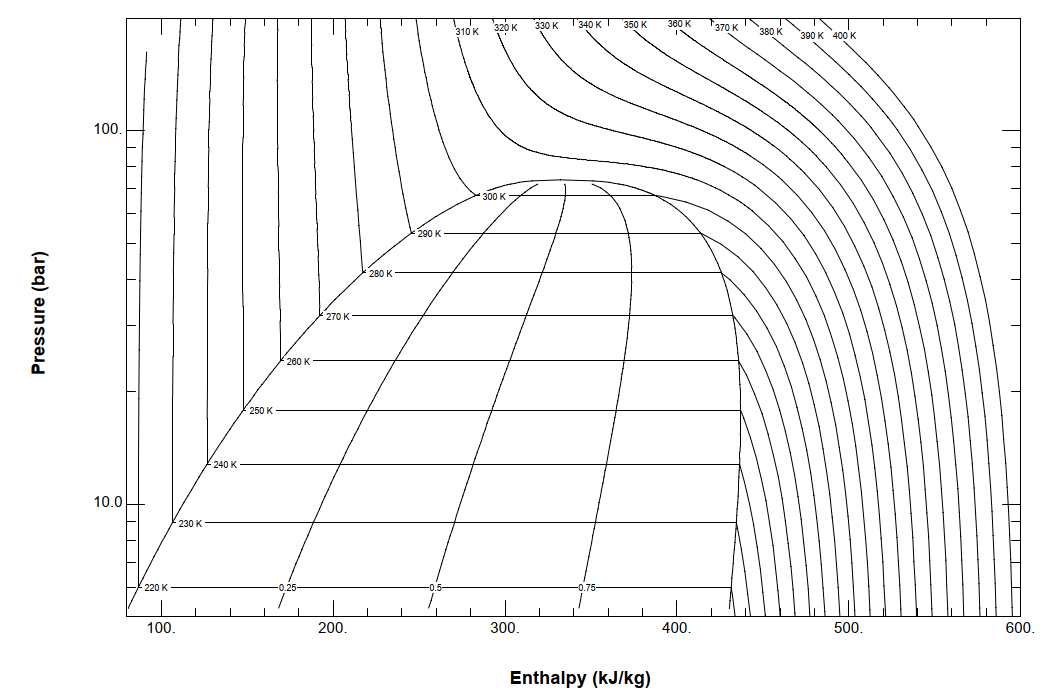 310 K
320 K
330 K
340 K
350 K
360 K
370 K
380 K
390 K
400 K
100.
300 K
290 K
280 K
270 K
260 K
250 K
240 K
10.0
230 K
220 K
0.25
0.5
0.75
100.
200.
300.
400.
500.
600.
Pressure (bar)
Enthalpy (kJ/kg)